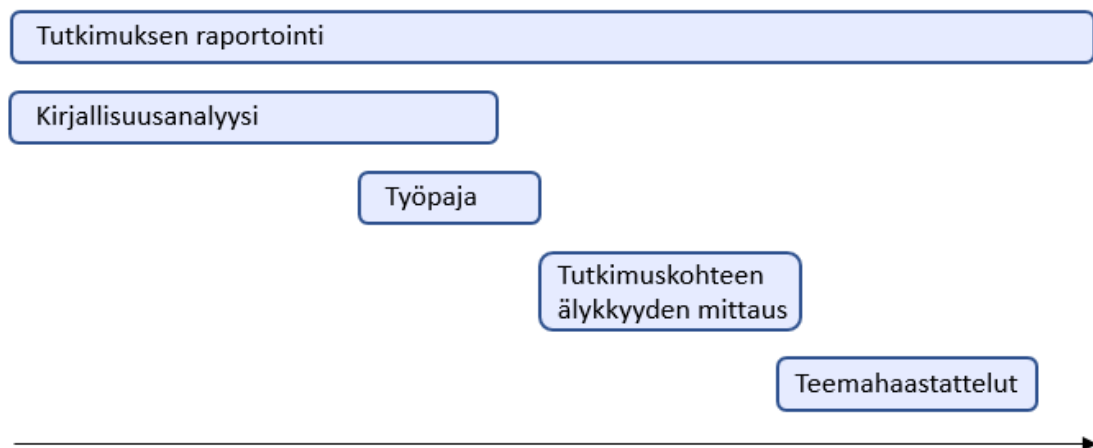 Tutkimuksen raportointi
Kirjallisuusanalyysi
Työpaja
Tutkimuskohteen
älykkyyden mittaus
Teemahaastattelut